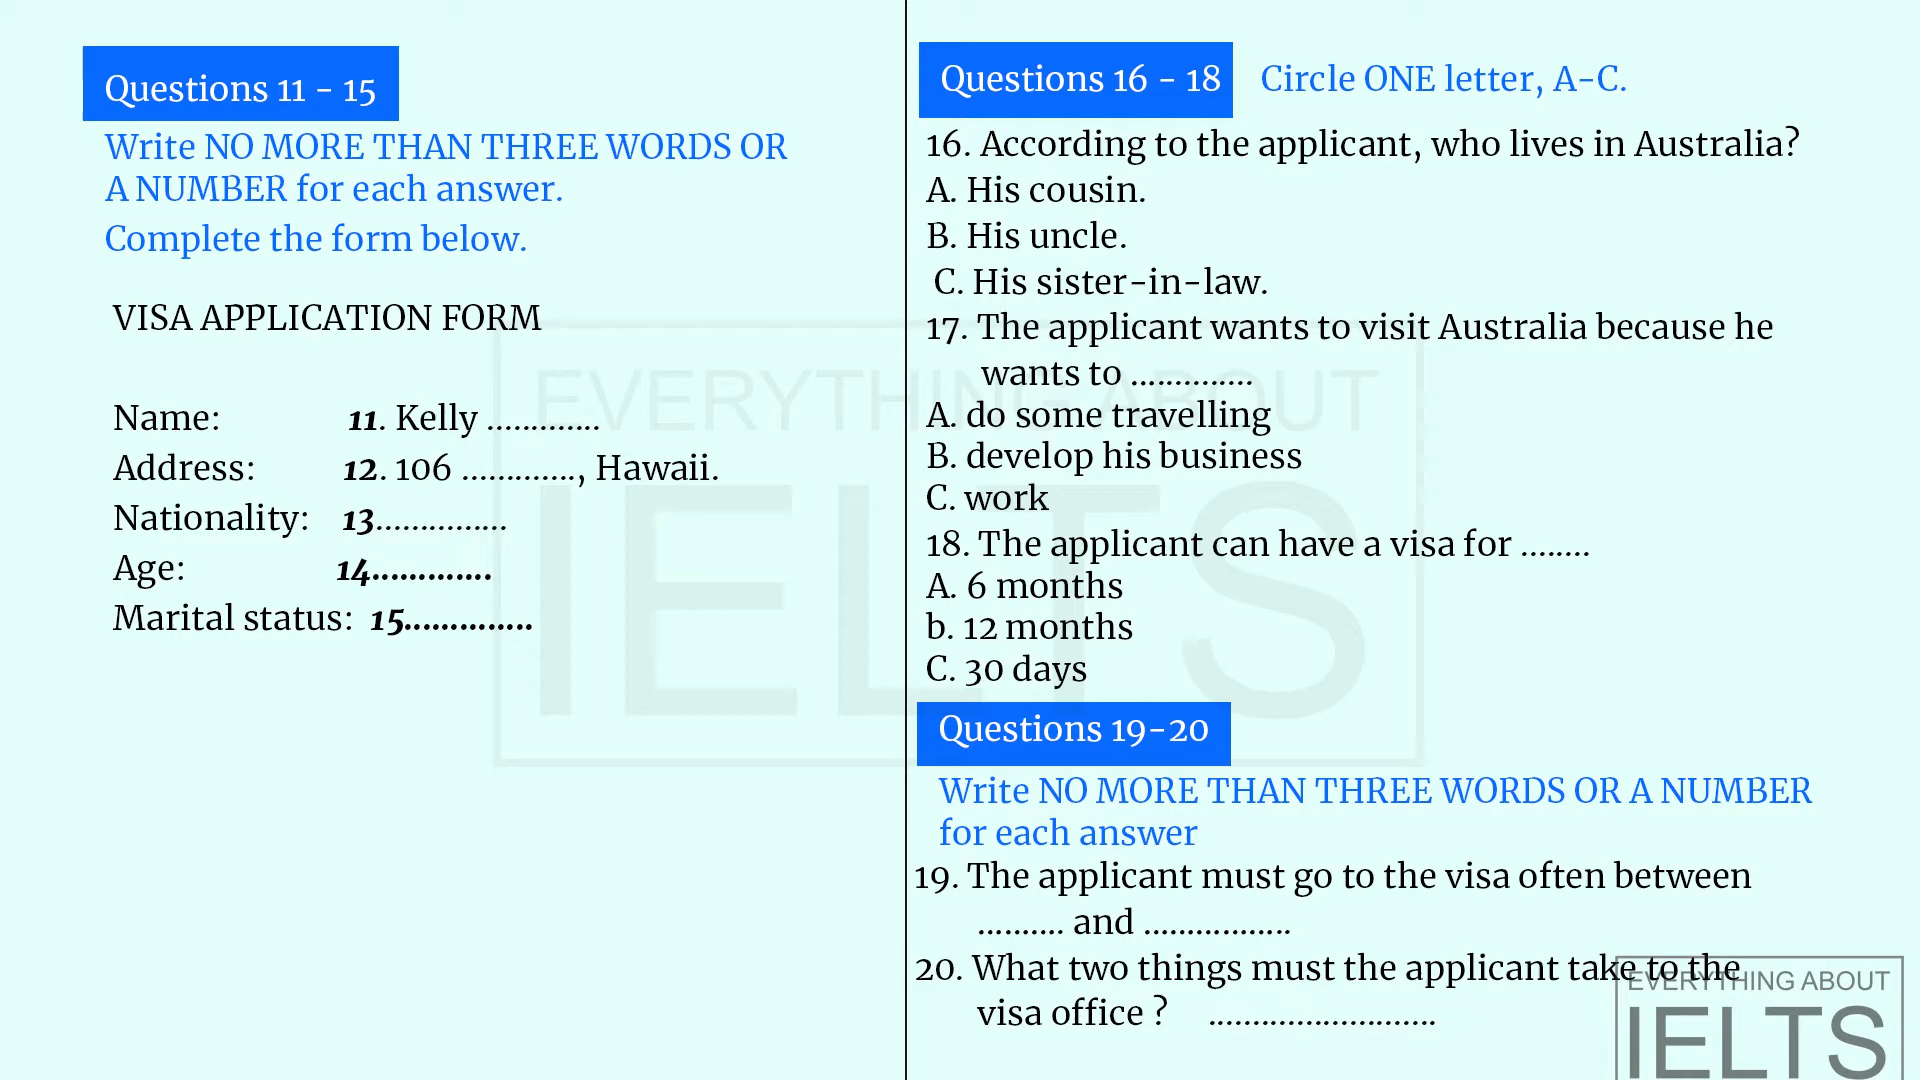 Questions 11 - 15
Write NO MORE THAN THREE WORDS OR
A NUMBER for each answer.
Complete the form below.
VISA APPLICATION FORM
Name: 11. Kelly .............
Address: 12. 106 ............., Hawaii.
Nationality: 13...............
Age: 14..............
Marital status: 15...............
Questions 16 - 18 Circle ONE letter, A-C.
16. According to the applicant, who lives in Australia?
A. His cousin.
B. His uncle.
C. His sister-in-law.
17. The applicant wants to visit Australia because he
wants to ..............
A. do some travelling
B. develop his business
C. work
18. The applicant can have a visa for ........
A. 6 months
b. 12 months
C. 30 days
Questions 19-20
Write NO MORE THAN THREE WORDS OR A NUMBER
for each answer
19. The applicant must go to the visa often between
.......... and .................
20. What two things must the applicant take to the
visa office ? ..........................
EVERYTHING ABOUT
IELTS
EVERYTHING ABOUT
IELTS